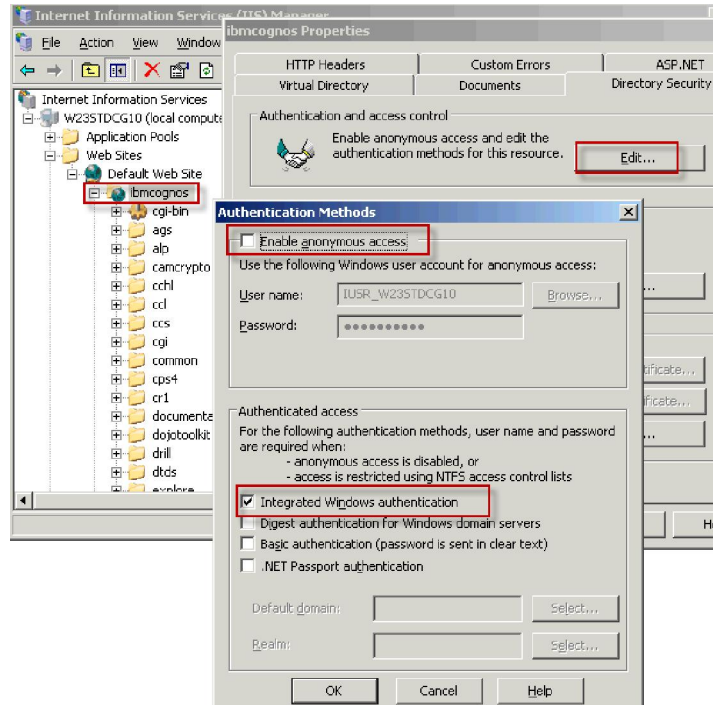 Internet Information Services (IIS) Manager
File Action View Window
Internet Information Services
W23STDCG10 (local compute
Application Pools
Web Sites
Default Web Site
ibmcognos
cgi-bin
ags
alp
camcrypto
cchl
ccl
ccs
cgi
common
cps4
cr1
documenta
dojotoolkit
drill
dtds
explore
ibmcognos Properties
HTTP Headers Custom Errors ASP.NET
Virtual Directory Documents Directory Security
Authentication and access control
Enable anonymous access and edit the
authentication methods for this resource.
Edit...
Authentication Methods
Enable anonymous access
Use the following Windows user account for anonymous access:
User name: IUSR_W23STDCG10 Browse...
Password: ●●●●●●●●●●
Authenticated access
For the following authentication methods, user name and password
are required when:
- anonymous access is disabled, or
- access is restricted using NTFS access control lists
Integrated Windows authentication
Digest authentication for Windows domain servers
Basic authentication (password is sent in clear text)
.NET Passport authentication
Default domain: Select...
Realm: Select...
OK Cancel Help
...
tificate...
ificate...
...
He